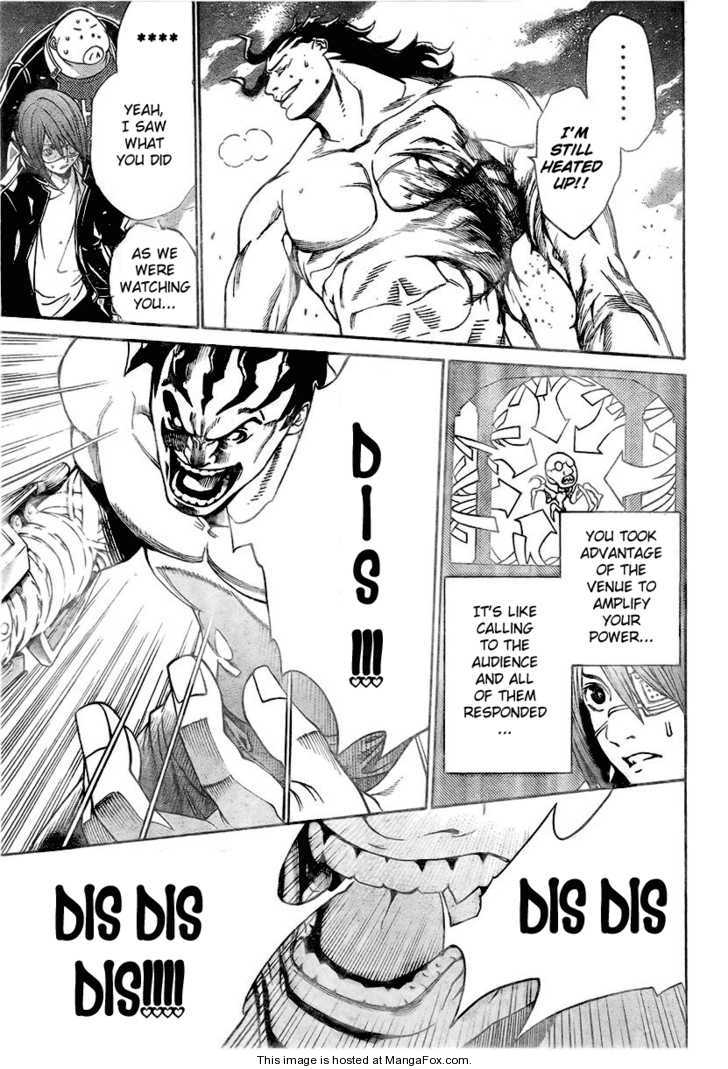 ......
I'M
STILL
HEATED
UP!!
****
YEAH,
I SAW
WHAT
YOU DID
AS WE
WERE
WATCHING
YOU...
YOU TOOK
ADVANTAGE
OF THE
VENUE TO
AMPLIFY
YOUR
POWER...
IT'S LIKE
CALLING
TO THE
AUDIENCE
AND ALL
OF THEM
RESPONDED
...
D
I
S
!!!
♡♡♡
DIS DIS
DIS DIS
DIS!!!!
♡♡♡♡
This image is hosted at MangaFox.com.